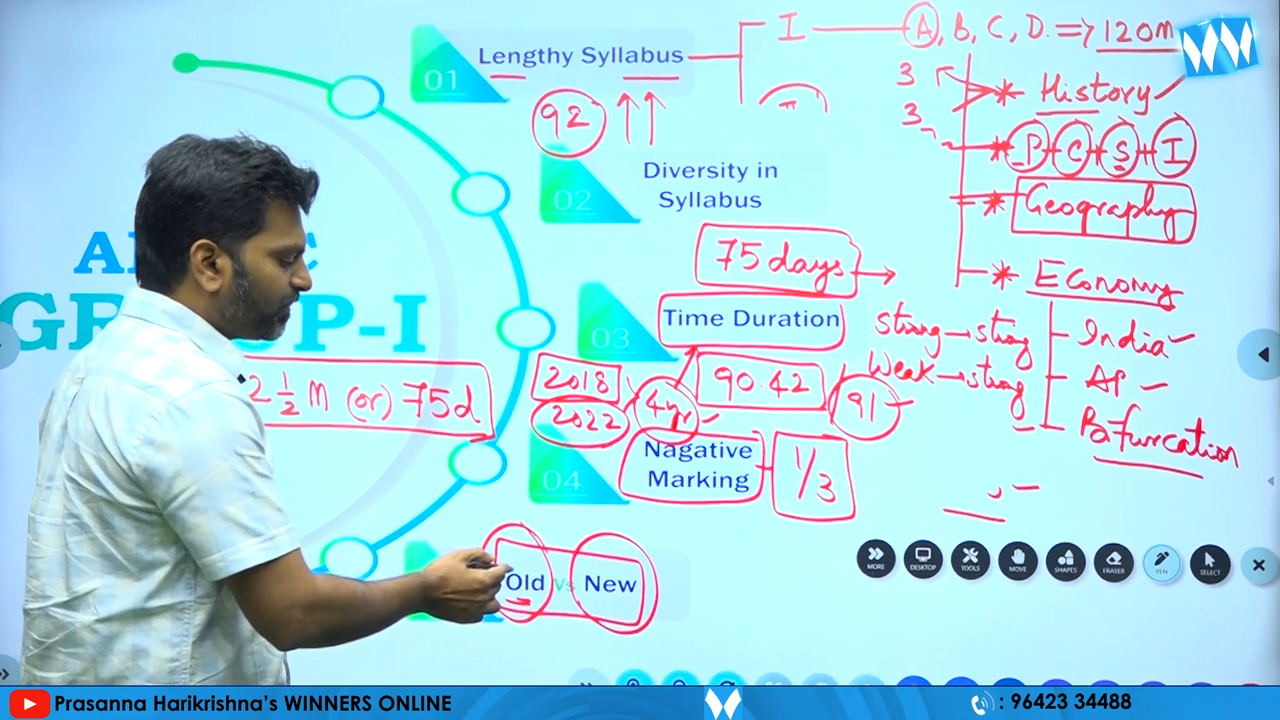 I
A, B, C, D. => 120M
01
Lengthy Syllabus
92
3
3
* History
* P+C+S+I
II
02
Diversity in
Syllabus
* Geography
75 days
* Economy
03
Time Duration
strong → strong
India
GR
P-I
2 1/2 M (or) 75d
2018
2022
4yr
90.42
91
Weak → strong
AP
Bifurcation
04
Nagative
Marking
1/3
Old vs New
MORE
DESKTOP
TOOLS
MOVE
SHAPES
ERASER
PEN
SELECT
Prasanna Harikrishna's WINNERS ONLINE
: 96423 34488